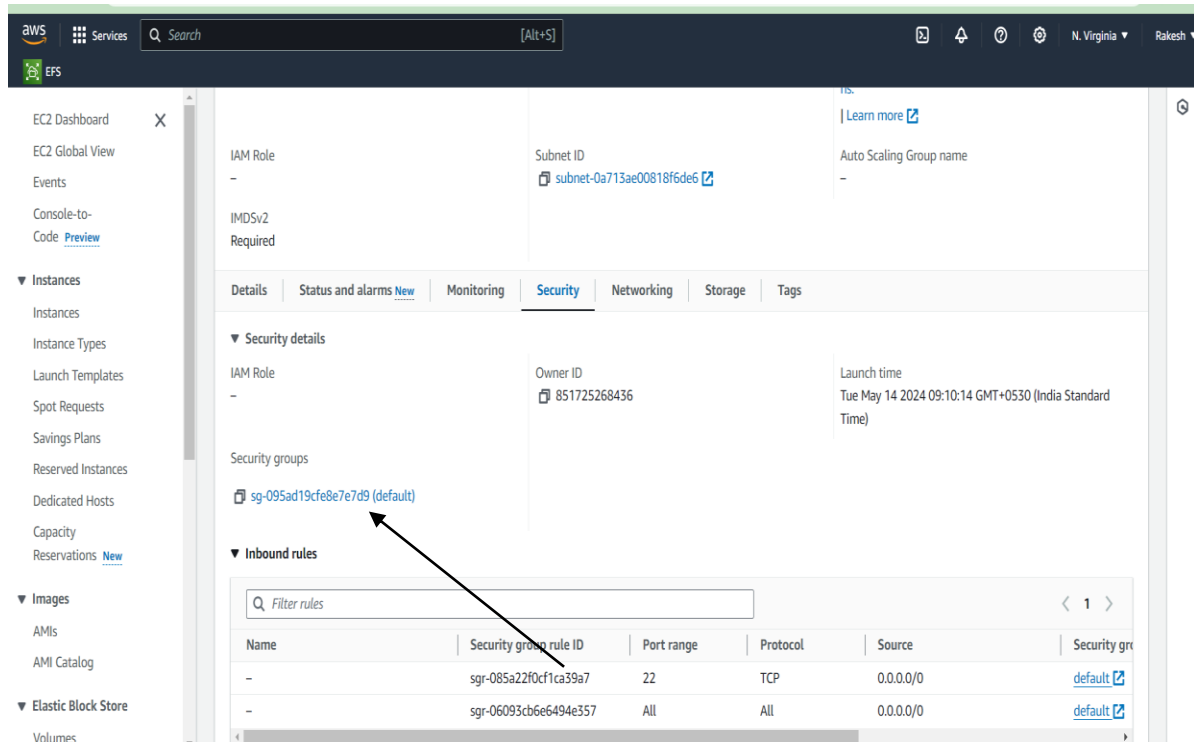 aws
Services
Search
[Alt+S]
N. Virginia ▼
Rakesh
EFS
EC2 Dashboard
EC2 Global View
Events
Console-to-
Code Preview
Instances
Instances
Instance Types
Launch Templates
Spot Requests
Savings Plans
Reserved Instances
Dedicated Hosts
Capacity
Reservations New
Images
AMIs
AMI Catalog
Elastic Block Store
Volumes
| Learn more
IAM Role
–
Subnet ID
subnet-0a713ae00818f6de6
Auto Scaling Group name
–
IMDSv2
Required
Details Status and alarms New Monitoring Security Networking Storage Tags
Security details
IAM Role
–
Owner ID
851725268436
Launch time
Tue May 14 2024 09:10:14 GMT+0530 (India Standard
Time)
Security groups
sg-095ad19cfe8e7e7d9 (default)
Inbound rules
Filter rules
1
Name Security group rule ID Port range Protocol Source Security gro
– sgr-085a22f0cf1ca39a7 22 TCP 0.0.0.0/0 default
– sgr-06093cb6e6494e357 All All 0.0.0.0/0 default